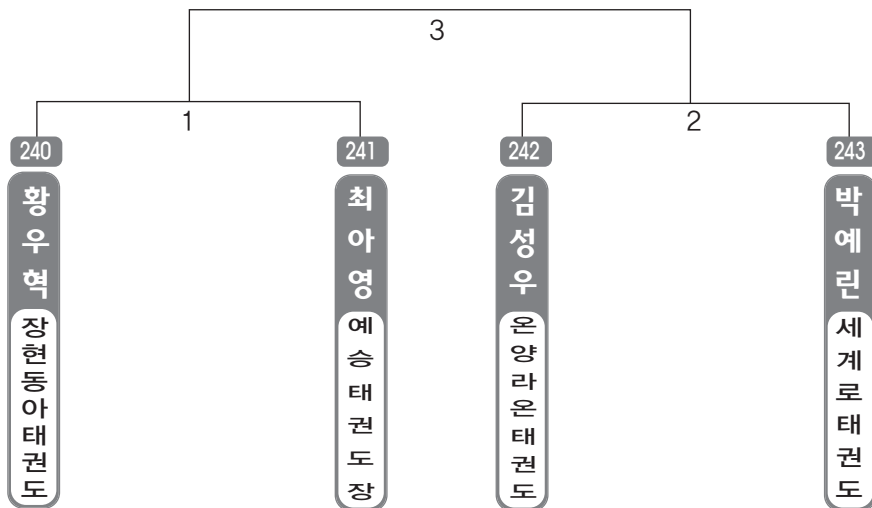 3
1
2
240
241
242
243
황우혁
최아영
김성우
박예린
장현동아태권도
예승태권도장
온양라온태권도
세계로태권도